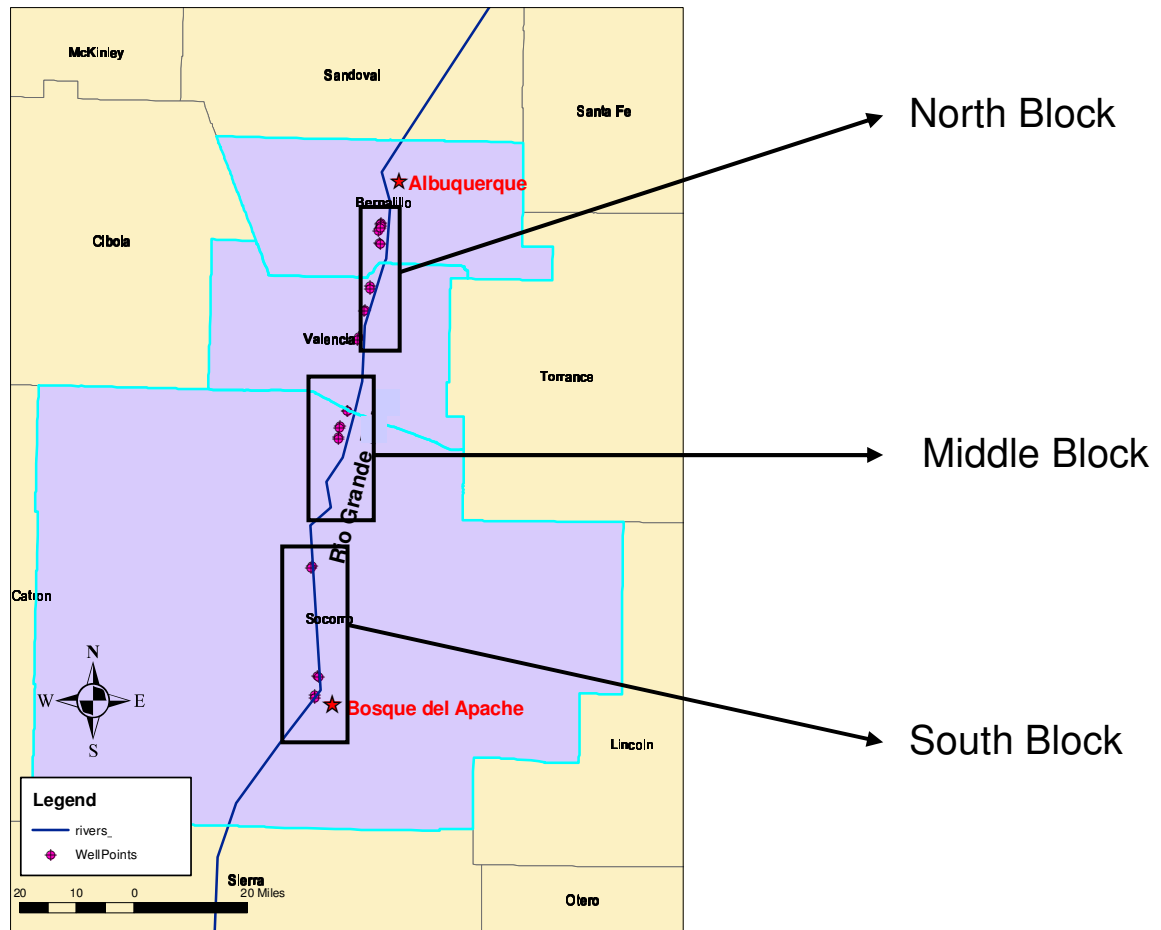 McKinley
Sandoval
Santa Fe
North Block
Albuquerque
Bernalillo
Cibola
Valencia
Torrance
Middle Block
Rio Grande
Catron
Socorro
N
W E
S
Bosque del Apache
South Block
Lincoln
Legend
rivers_
WellPoints
Sierra
20 10 0 20 Miles
Otero